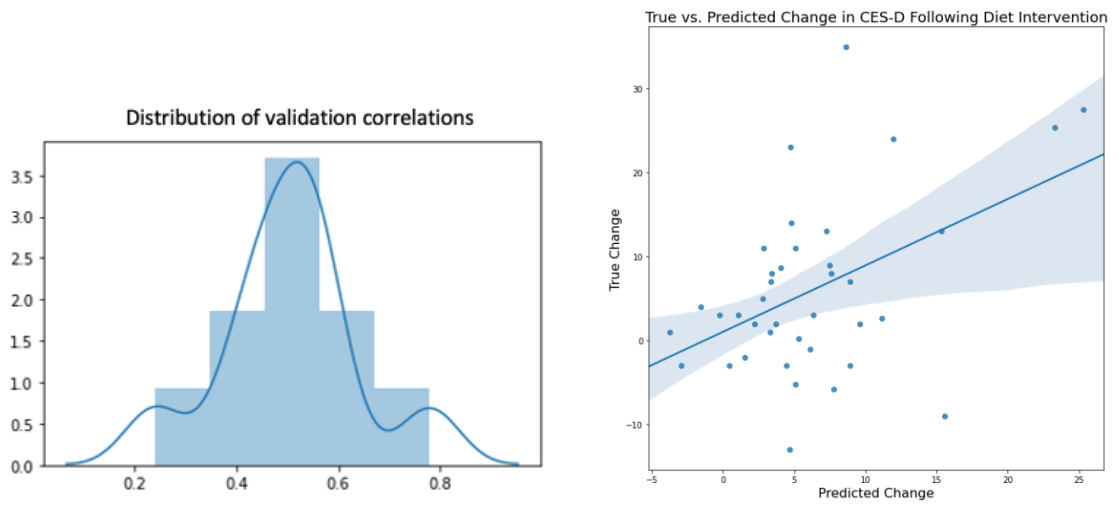 Distribution of validation correlations
3.5
3.0
2.5
2.0
1.5
1.0
0.5
0.0
0.2 0.4 0.6 0.8
True vs. Predicted Change in CES-D Following Diet Intervention
True Change
30
20
10
0
−10
−5 0 5 10 15 20 25
Predicted Change